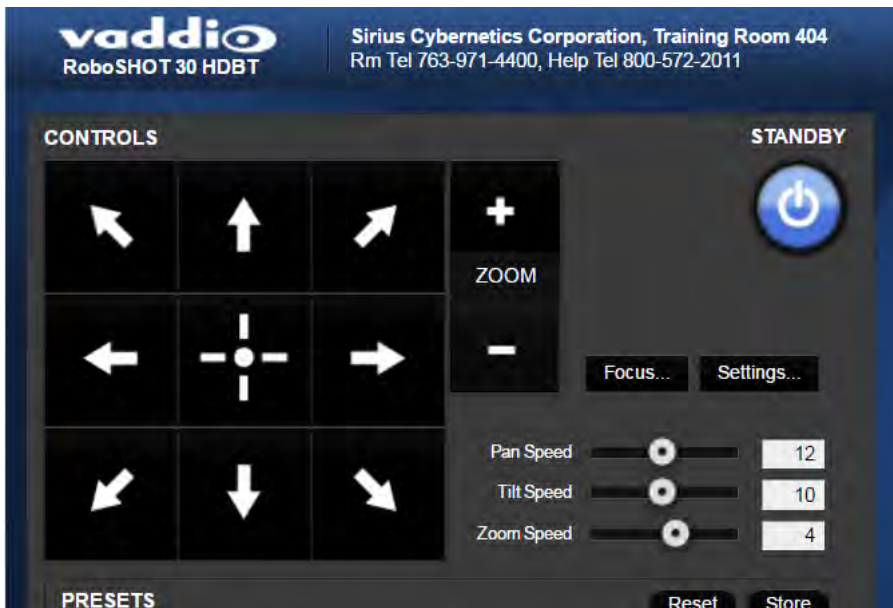 vaddio
RoboSHOT 30 HDBT
Sirius Cybernetics Corporation, Training Room 404
Rm Tel 763-971-4400, Help Tel 800-572-2011
CONTROLS
STANDBY
+
ZOOM
-
Focus...
Settings...
Pan Speed 12
Tilt Speed 10
Zoom Speed 4
PRESETS
Reset
Store